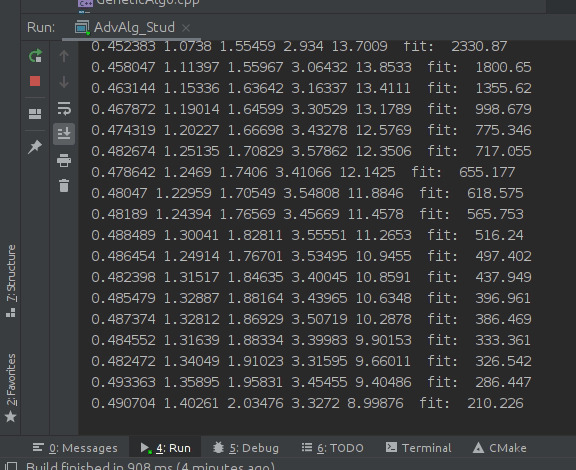 GeneticAlgo.cpp
Run: AdvAlg_Stud ×
0.452383 1.0738 1.55459 2.934 13.7009 fit: 2330.87
0.458047 1.11397 1.55967 3.06432 13.8533 fit: 1800.65
0.463144 1.15336 1.63642 3.16337 13.4111 fit: 1355.62
0.467872 1.19014 1.64599 3.30529 13.1789 fit: 998.679
0.474319 1.20227 1.66698 3.43278 12.5769 fit: 775.346
0.482674 1.25135 1.70829 3.57862 12.3506 fit: 717.055
0.478642 1.2469 1.7406 3.41066 12.1425 fit: 655.177
0.48047 1.22959 1.70549 3.54808 11.8846 fit: 618.575
0.48189 1.24394 1.76569 3.45669 11.4578 fit: 565.753
0.488489 1.30041 1.82811 3.55551 11.2653 fit: 516.24
0.486454 1.24914 1.76701 3.53495 10.9455 fit: 497.402
0.482398 1.31517 1.84635 3.40045 10.8591 fit: 437.949
0.485479 1.32887 1.88164 3.43965 10.6348 fit: 396.961
0.487374 1.32812 1.86929 3.50719 10.2878 fit: 386.469
0.484552 1.31639 1.88334 3.39983 9.90153 fit: 333.361
0.482472 1.34049 1.91023 3.31595 9.66011 fit: 326.542
0.493363 1.35895 1.95831 3.45455 9.40486 fit: 286.447
0.490704 1.40261 2.03476 3.3272 8.99876 fit: 210.226
7: Structure
2: Favorites
0: Messages 4: Run 5: Debug 6: TODO Terminal CMake
Build finished in 908 ms (4 minutes ago)